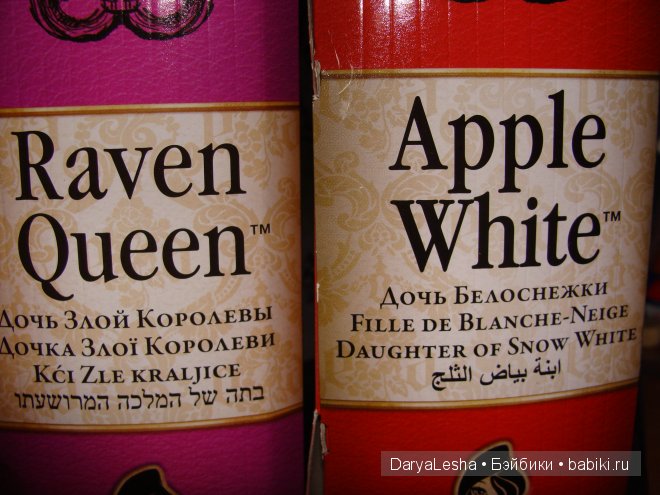 Raven
Queen™
Дочь Злой Королевы
Дочка Злої Королеви
Kći Zle kraljice
בתה של המלכה המרושעתו
Apple
White™
Дочь Белоснежки
Fille de Blanche-Neige
Daughter of Snow White
ابنة بياض الثلج
DaryaLesha • Бэйбики • babiki.ru